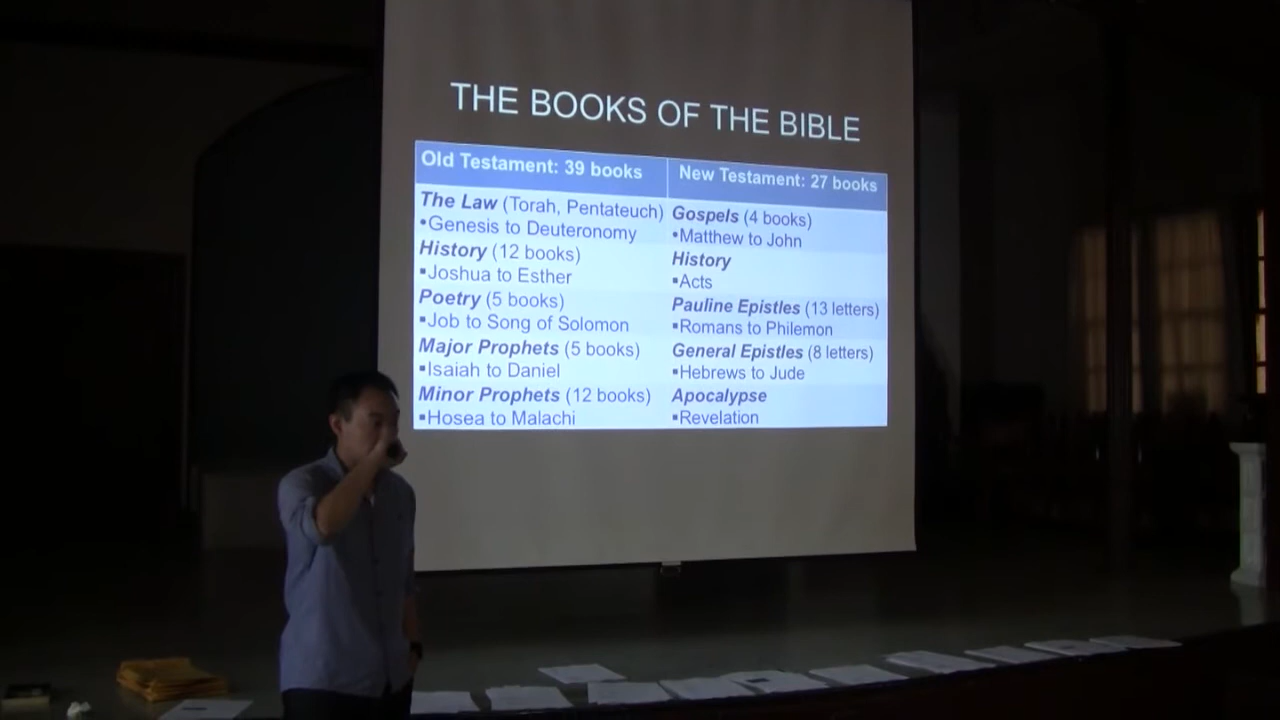 THE BOOKS OF THE BIBLE
Old Testament: 39 books
The Law (Torah, Pentateuch)
•Genesis to Deuteronomy
History (12 books)
▪Joshua to Esther
Poetry (5 books)
▪Job to Song of Solomon
Major Prophets (5 books)
▪Isaiah to Daniel
Minor Prophets (12 books)
▪Hosea to Malachi
New Testament: 27 books
Gospels (4 books)
▪Matthew to John
History
▪Acts
Pauline Epistles (13 letters)
▪Romans to Philemon
General Epistles (8 letters)
▪Hebrews to Jude
Apocalypse
▪Revelation